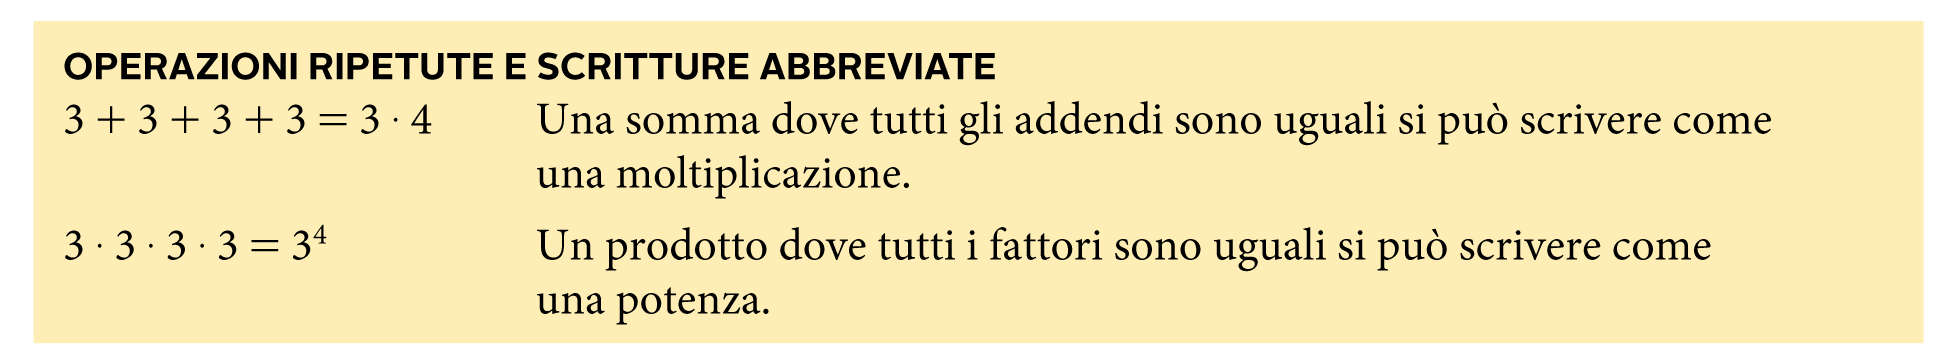 OPERAZIONI RIPETUTE E SCRITTURE ABBREVIATE
3 + 3 + 3 + 3 = 3 · 4 Una somma dove tutti gli addendi sono uguali si può scrivere come
una moltiplicazione.
3 · 3 · 3 · 3 = 3⁴ Un prodotto dove tutti i fattori sono uguali si può scrivere come
una potenza.